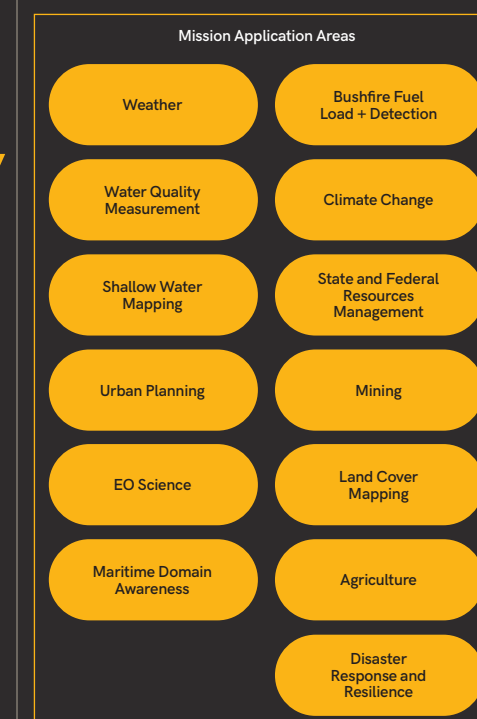 Mission Application Areas
Weather
Bushfire Fuel
Load + Detection
Water Quality
Measurement
Climate Change
Shallow Water
Mapping
State and Federal
Resources
Management
Urban Planning
Mining
EO Science
Land Cover
Mapping
Maritime Domain
Awareness
Agriculture
Disaster
Response and
Resilience